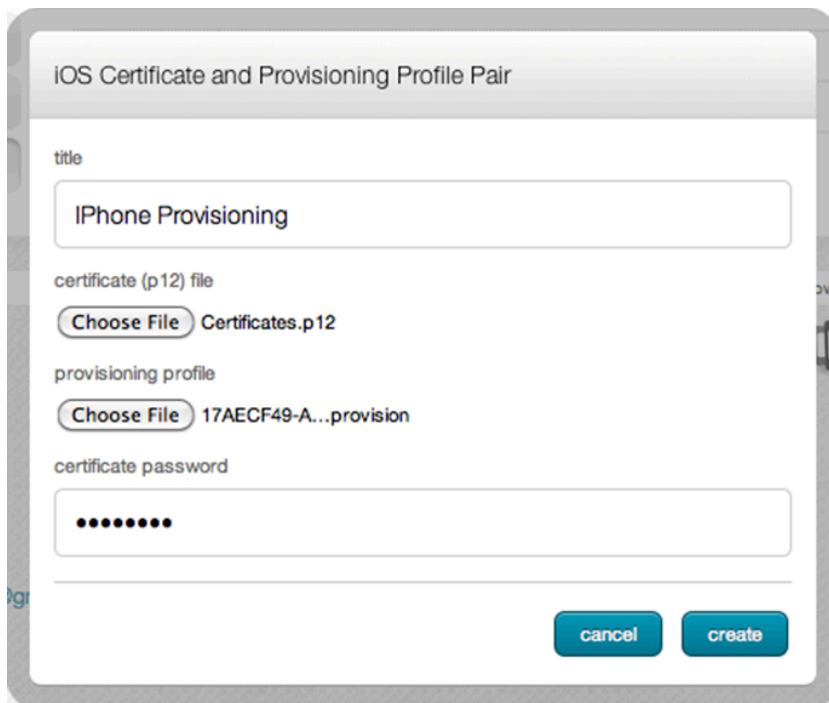 iOS Certificate and Provisioning Profile Pair
title
IPhone Provisioning
certificate (p12) file
Choose File Certificates.p12
provisioning profile
Choose File 17AECF49-A...provision
certificate password
••••••••
cancel create